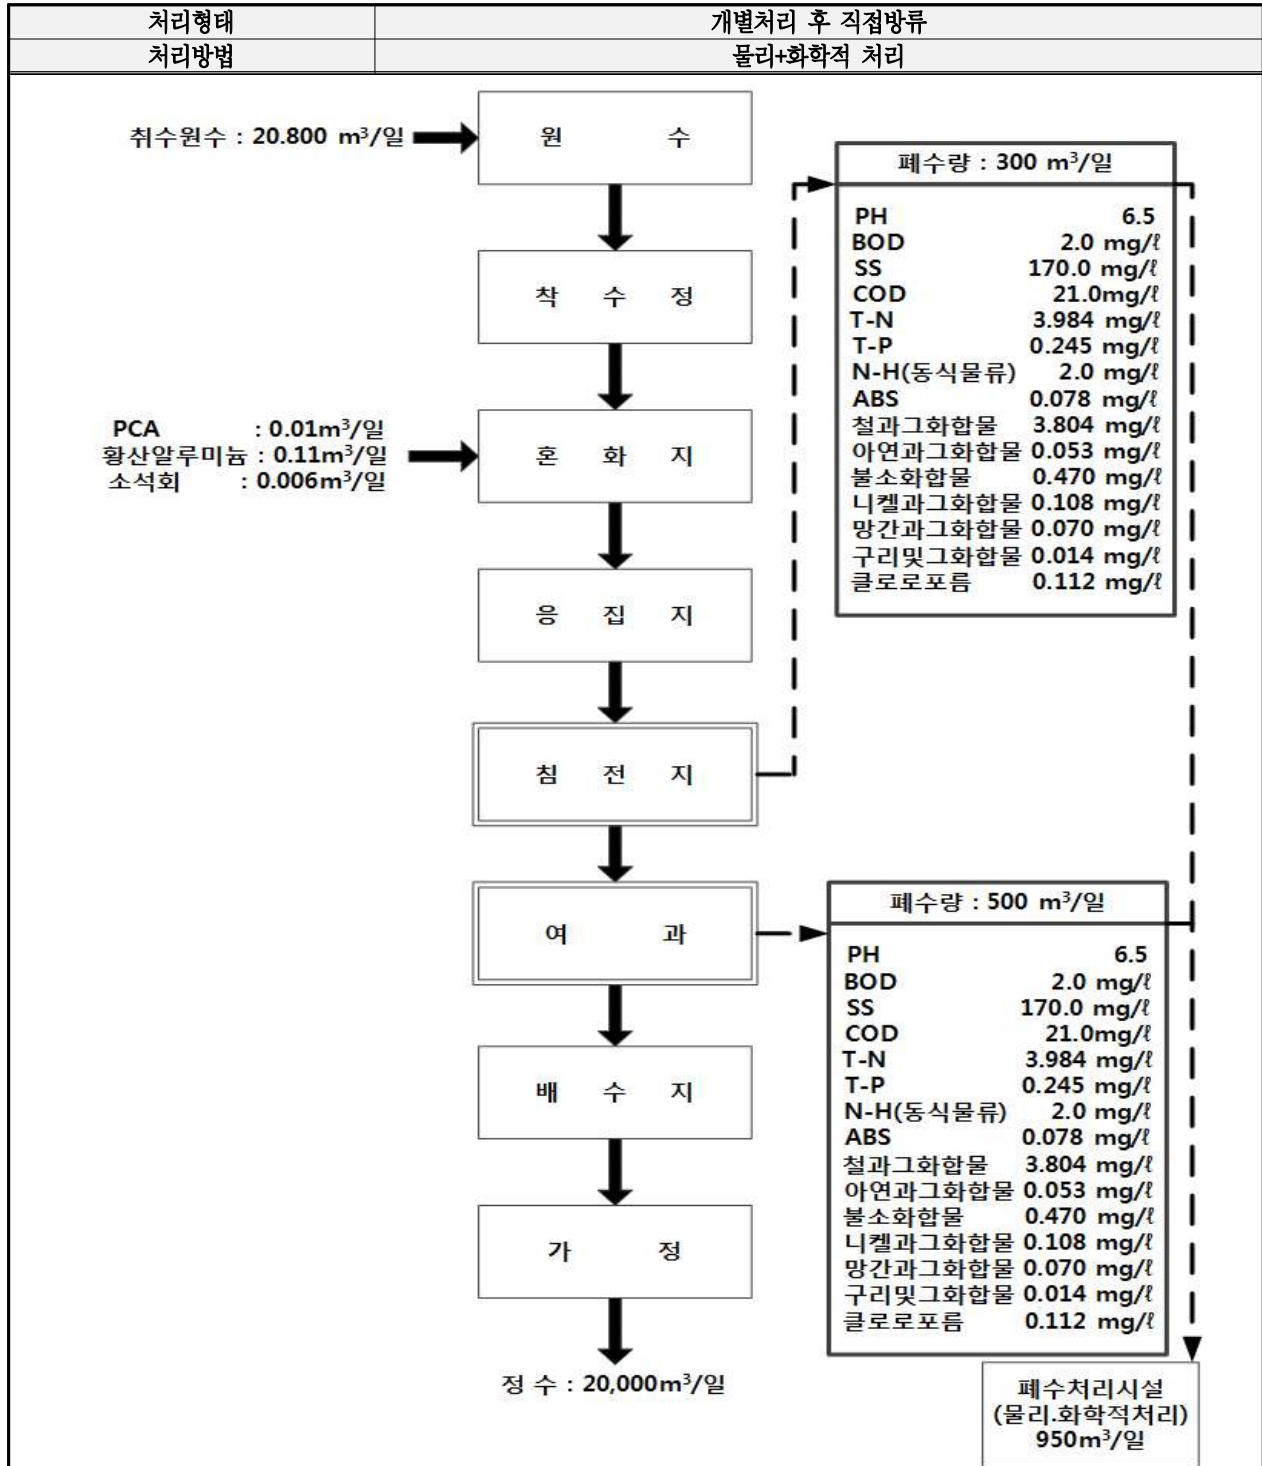 처리형태 개별처리 후 직접방류
처리방법 물리+화학적 처리
취수원수 : 20.800 m³/일
원 수
착 수 정
PCA : 0.01m³/일
황산알루미늄 : 0.11m³/일
소석회 : 0.006m³/일
혼 화 지
응 집 지
침 전 지
여 과
배 수 지
가 정
정 수 : 20,000m³/일
폐수량 : 300 m³/일
PH 6.5
BOD 2.0 mg/ℓ
SS 170.0 mg/ℓ
COD 21.0mg/ℓ
T-N 3.984 mg/ℓ
T-P 0.245 mg/ℓ
N-H(동식물류) 2.0 mg/ℓ
ABS 0.078 mg/ℓ
철과그화합물 3.804 mg/ℓ
아연과그화합물 0.053 mg/ℓ
불소화합물 0.470 mg/ℓ
니켈과그화합물 0.108 mg/ℓ
망간과그화합물 0.070 mg/ℓ
구리및그화합물 0.014 mg/ℓ
클로로포름 0.112 mg/ℓ
폐수량 : 500 m³/일
PH 6.5
BOD 2.0 mg/ℓ
SS 170.0 mg/ℓ
COD 21.0mg/ℓ
T-N 3.984 mg/ℓ
T-P 0.245 mg/ℓ
N-H(동식물류) 2.0 mg/ℓ
ABS 0.078 mg/ℓ
철과그화합물 3.804 mg/ℓ
아연과그화합물 0.053 mg/ℓ
불소화합물 0.470 mg/ℓ
니켈과그화합물 0.108 mg/ℓ
망간과그화합물 0.070 mg/ℓ
구리및그화합물 0.014 mg/ℓ
클로로포름 0.112 mg/ℓ
폐수처리시설
(물리.화학적처리)
950m³/일